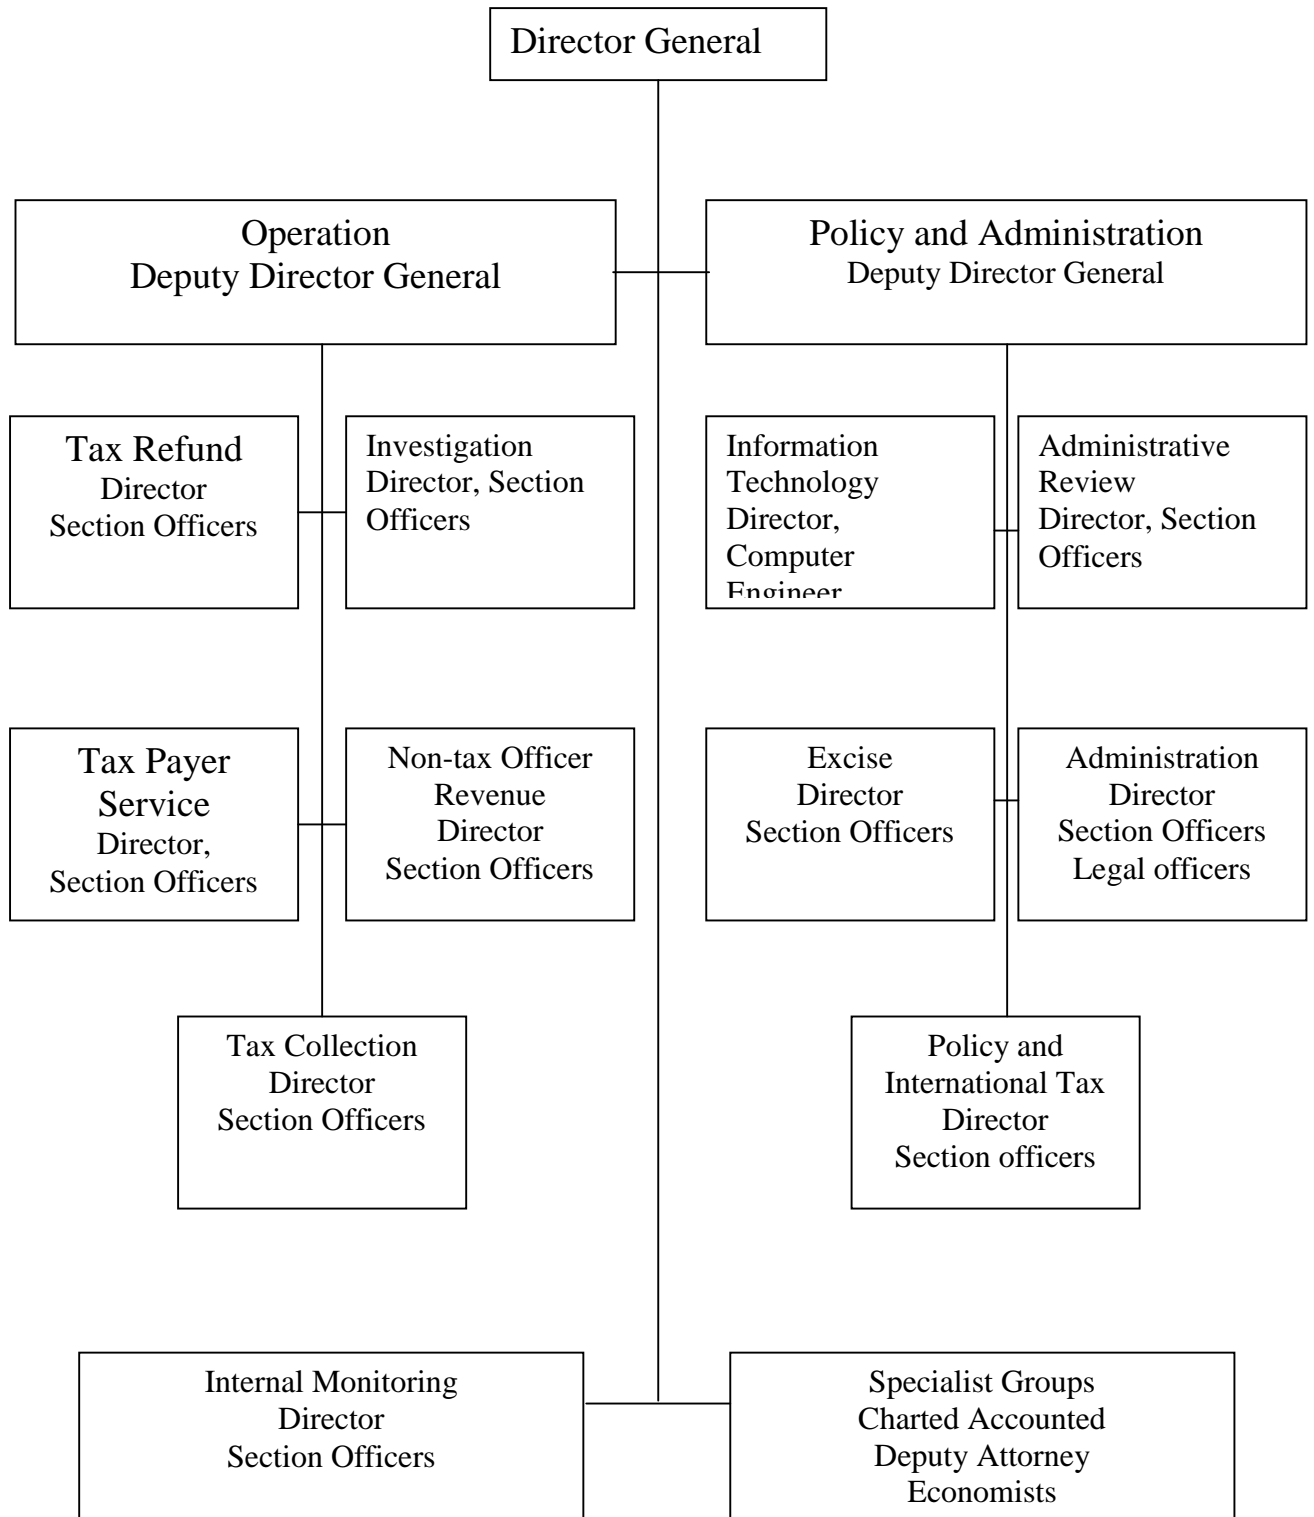 Director General
Operation
Deputy Director General
Policy and Administration
Deputy Director General
Tax Refund
Director
Section Officers
Investigation
Director, Section
Officers
Information
Technology
Director,
Computer
Engineer
Administrative
Review
Director, Section
Officers
Tax Payer
Service
Director,
Section Officers
Non-tax Officer
Revenue
Director
Section Officers
Excise
Director
Section Officers
Administration
Director
Section Officers
Legal officers
Tax Collection
Director
Section Officers
Policy and
International Tax
Director
Section officers
Internal Monitoring
Director
Section Officers
Specialist Groups
Charted Accounted
Deputy Attorney
Economists